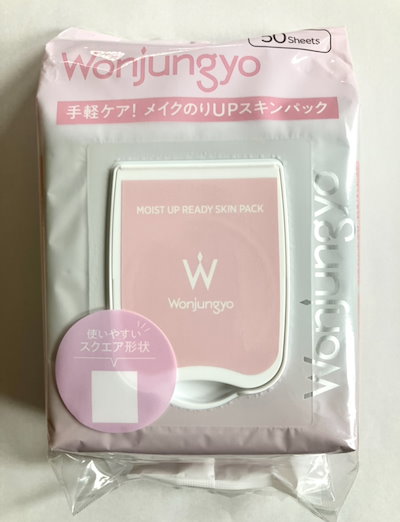 50 Sheets
Wonjungyo
手軽ケア! メイクのりUPスキンパック
MOIST UP READY SKIN PACK
W
Wonjungyo
Wonjungyo
使いやすい
スクエア形状